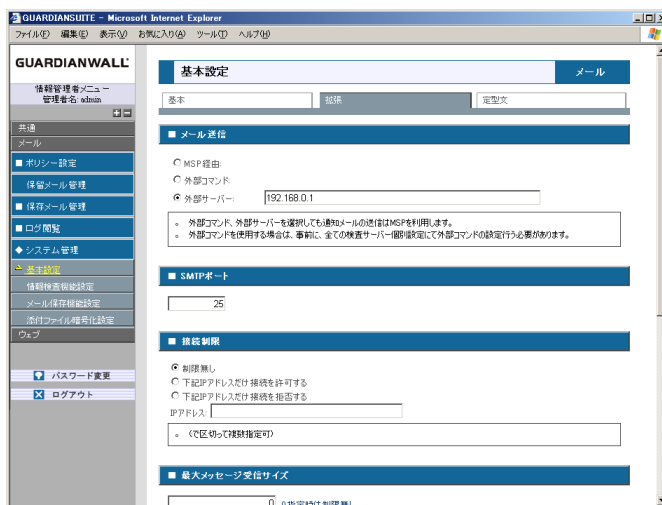 GUARDIANSUITE - Microsoft Internet Explorer
ファイル(F) 編集(E) 表示(V) お気に入り(A) ツール(T) ヘルプ(H)
GUARDIANWALL
情報管理者メニュー
管理者名: admin
共通
メール
■ ポリシー設定
保留メール管理
■ 保存メール管理
■ ログ閲覧
◆ システム管理
基本設定
情報検査機能設定
メール保存機能設定
添付ファイル暗号化設定
ウェブ
パスワード変更
ログアウト
基本設定 メール
基本 拡張 定型文
■ メール送信
MSP経由:
外部コマンド:
外部サーバー: 192.168.0.1
。 外部コマンド、外部サーバーを選択しても通知メールの送信はMSPを利用します。
。 外部コマンドを使用する場合は、事前に、全ての検査サーバー個別設定にて外部コマンドの設定行う必要があります。
■ SMTPポート
25
■ 接続制限
制限無し
下記IPアドレスだけ接続を許可する
下記IPアドレスだけ接続を拒否する
IPアドレス:
。 (で区切って複数指定可)
■ 最大メッセージ受信サイズ
0 0指定時は制限無し